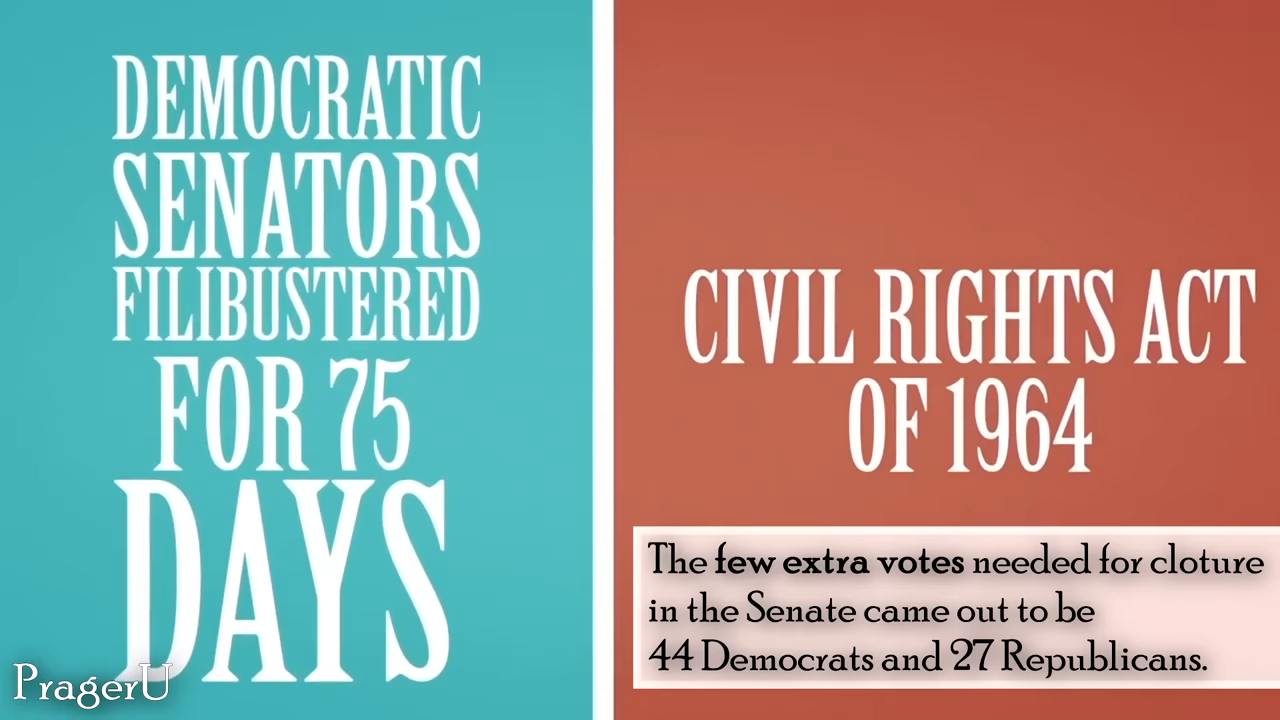 DEMOCRATIC
SENATORS
FILIBUSTERED
FOR 75
DAYS
CIVIL RIGHTS ACT
OF 1964
The few extra votes needed for cloture
in the Senate came out to be
44 Democrats and 27 Republicans.
PragerU